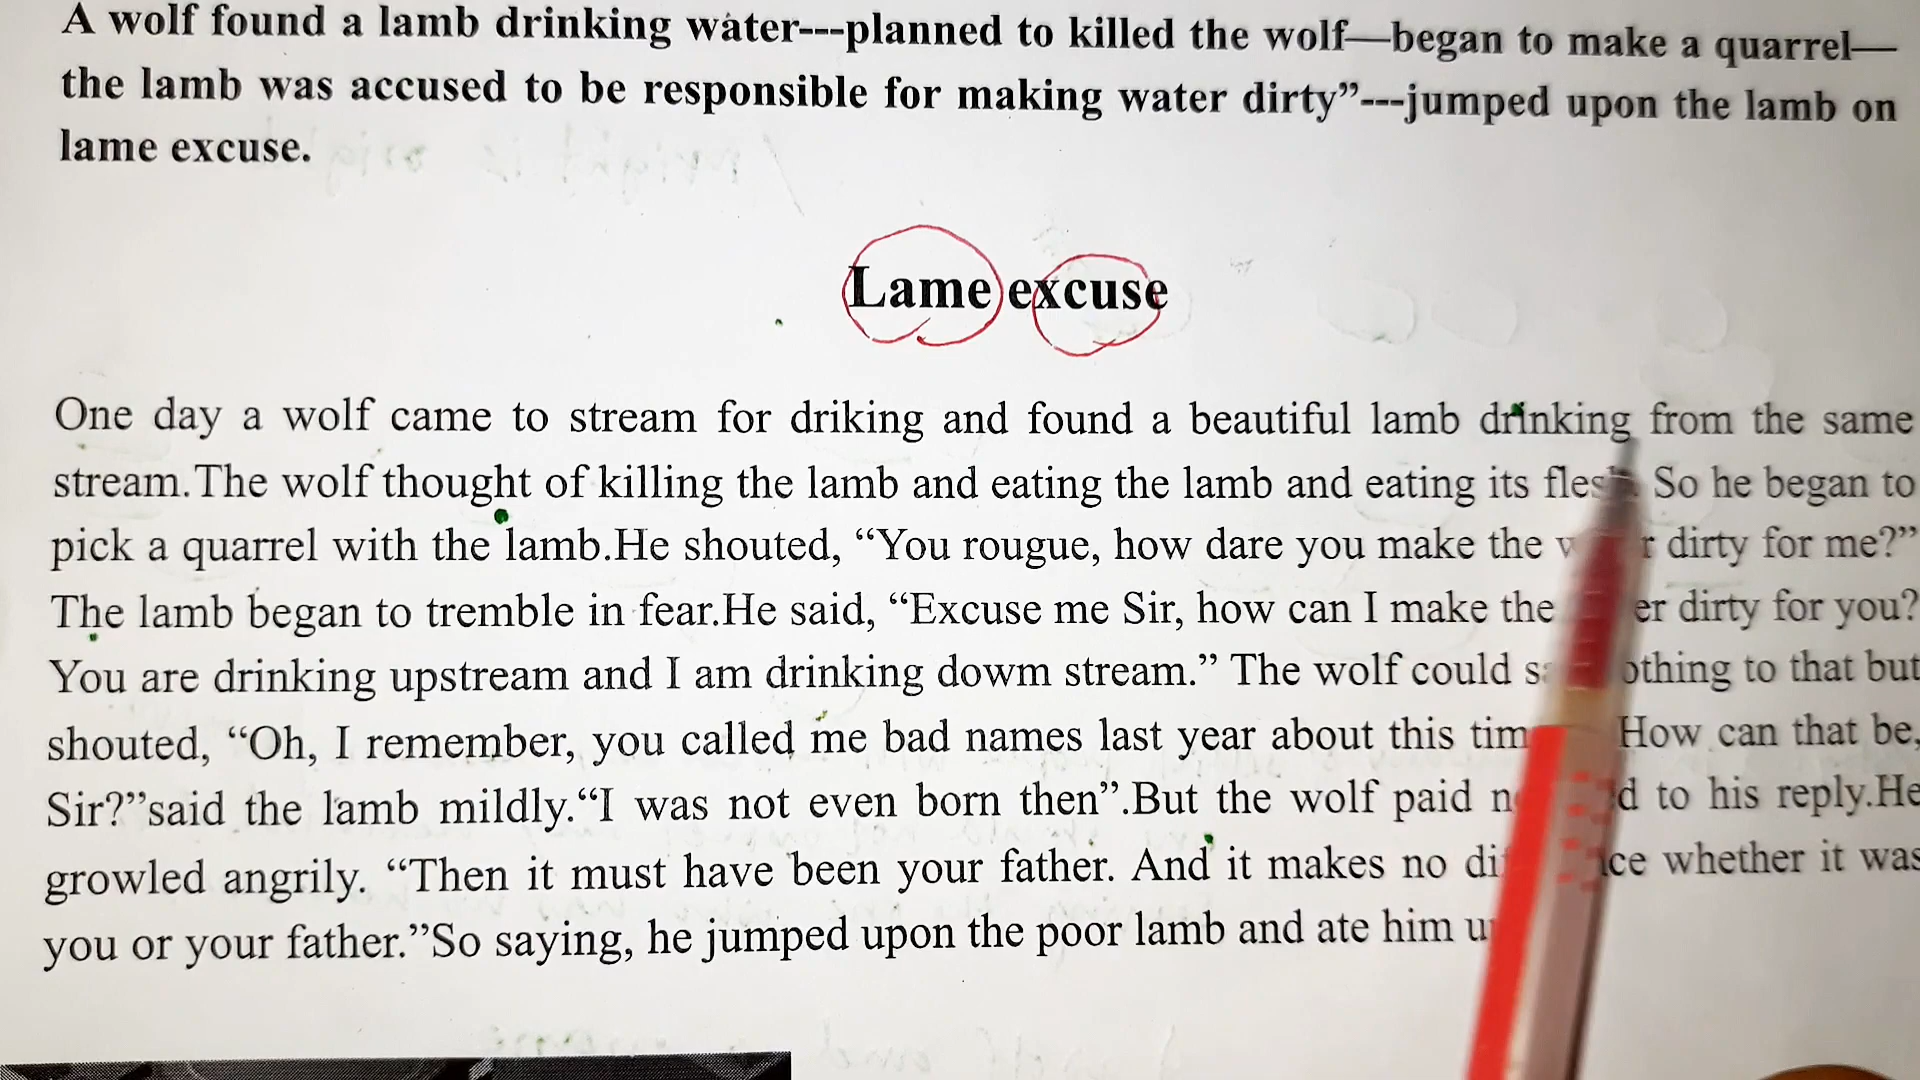 A wolf found a lamb drinking water---planned to killed the wolf—began to make a quarrel—
the lamb was accused to be responsible for making water dirty”---jumped upon the lamb on
lame excuse.
Lame excuse
One day a wolf came to stream for driking and found a beautiful lamb drinking from the same
stream.The wolf thought of killing the lamb and eating the lamb and eating its So he began to
pick a quarrel with the lamb.He shouted, “You rougue, how dare you make the dirty for me?”
The lamb began to tremble in fear.He said, “Excuse me Sir, how can I make the dirty for you?
You are drinking upstream and I am drinking dowm stream.” The wolf could to that but
shouted, “Oh, I remember, you called me bad names last year about this How can that be,
Sir?”said the lamb mildly.“I was not even born then”.But the wolf paid to his reply.He
growled angrily. “Then it must have been your father. And it makes no whether it was
you or your father.”So saying, he jumped upon the poor lamb and ate him